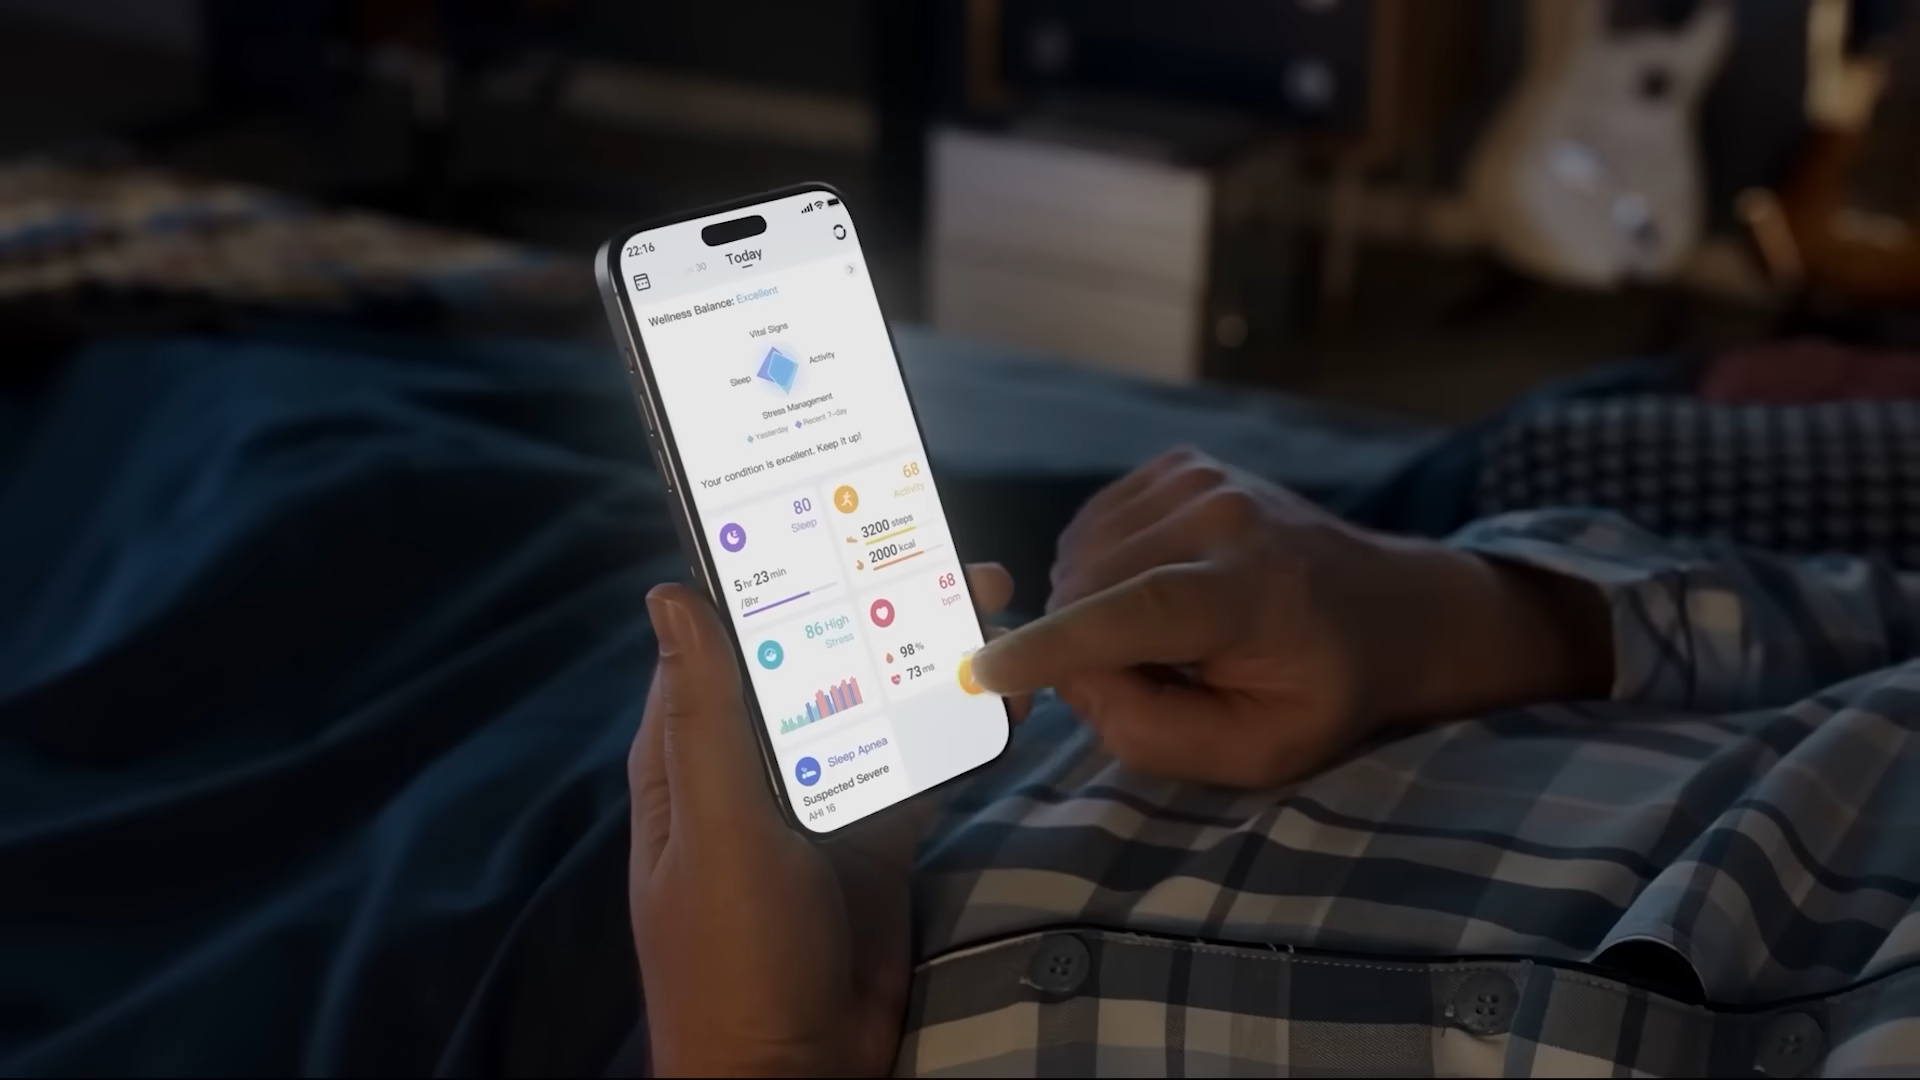 22:16
30
Today
Wellness Balance: Excellent
Vital Signs
Activity
Sleep
Stress Management
Yesterday Recent 7-day
Your condition is excellent. Keep it up!
80
Sleep
5 hr 23 min
/8hr
68
Activity
3200 steps
2000 kcal
86 High
Stress
68
bpm
98 %
73 ms
Sleep Apnea
Suspected Severe
AHI 16